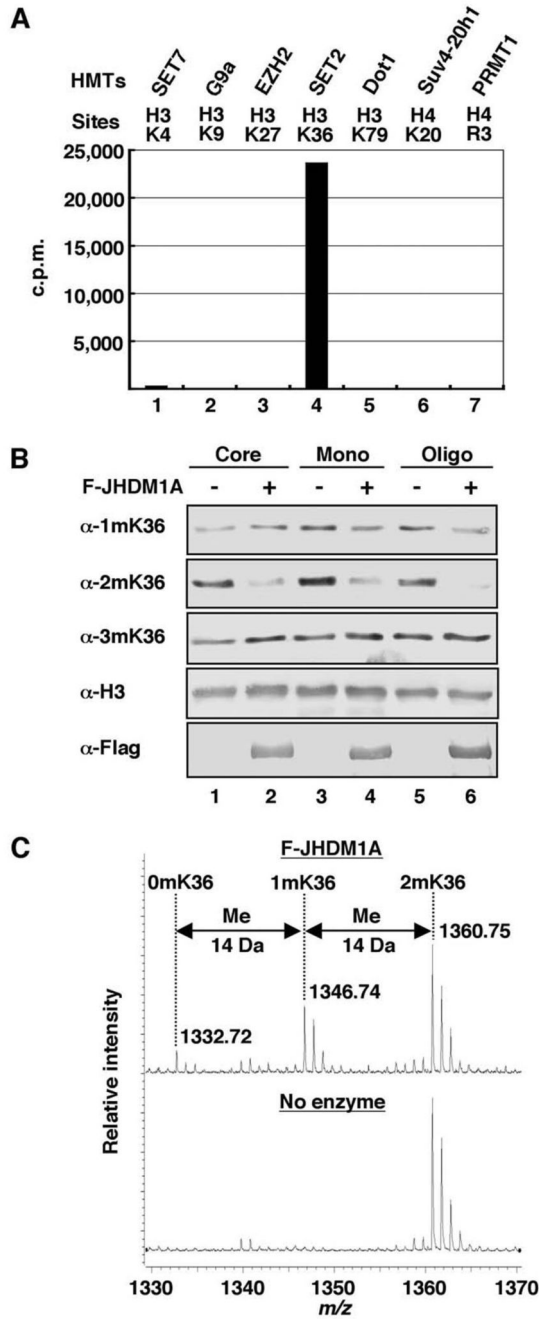 A
HMTs SET7 G9a EZH2 SET2 Dot1 Suv4-20h1 PRMT1
Sites H3 H3 H3 H3 H3 H4 H4
K4 K9 K27 K36 K79 K20 R3
25,000
20,000
15,000
10,000
5,000
c.p.m.
1 2 3 4 5 6 7
B
Core Mono Oligo
F-JHDM1A - + - + - +
α-1mK36
α-2mK36
α-3mK36
α-H3
α-Flag
1 2 3 4 5 6
C
F-JHDM1A
0mK36 1mK36 2mK36
Me Me
14 Da 14 Da
1360.75
1346.74
1332.72
Relative intensity
No enzyme
1330 1340 1350 1360 1370
m/z